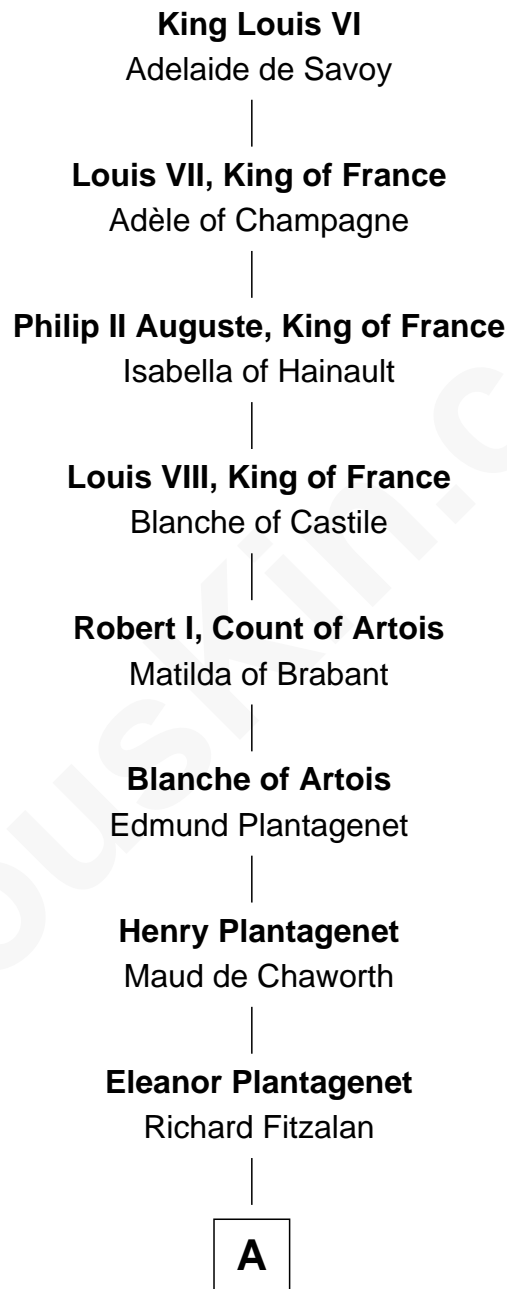 King Louis VI
Adelaide de Savoy
Louis VII, King of France
Adèle of Champagne
Philip II Auguste, King of France
Isabella of Hainault
Louis VIII, King of France
Blanche of Castile
Robert I, Count of Artois
Matilda of Brabant
Blanche of Artois
Edmund Plantagenet
Henry Plantagenet
Maud de Chaworth
Eleanor Plantagenet
Richard Fitzalan
A